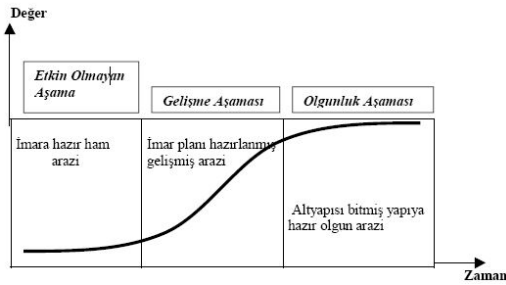 Değer
Etkin Olmayan
Aşama
Gelişme Aşaması
Olgunluk Aşaması
İmara hazır ham
arazi
İmar planı hazırlanmış
gelişmiş arazi
Altyapısı bitmiş yapıya
hazır olgun arazi
Zaman